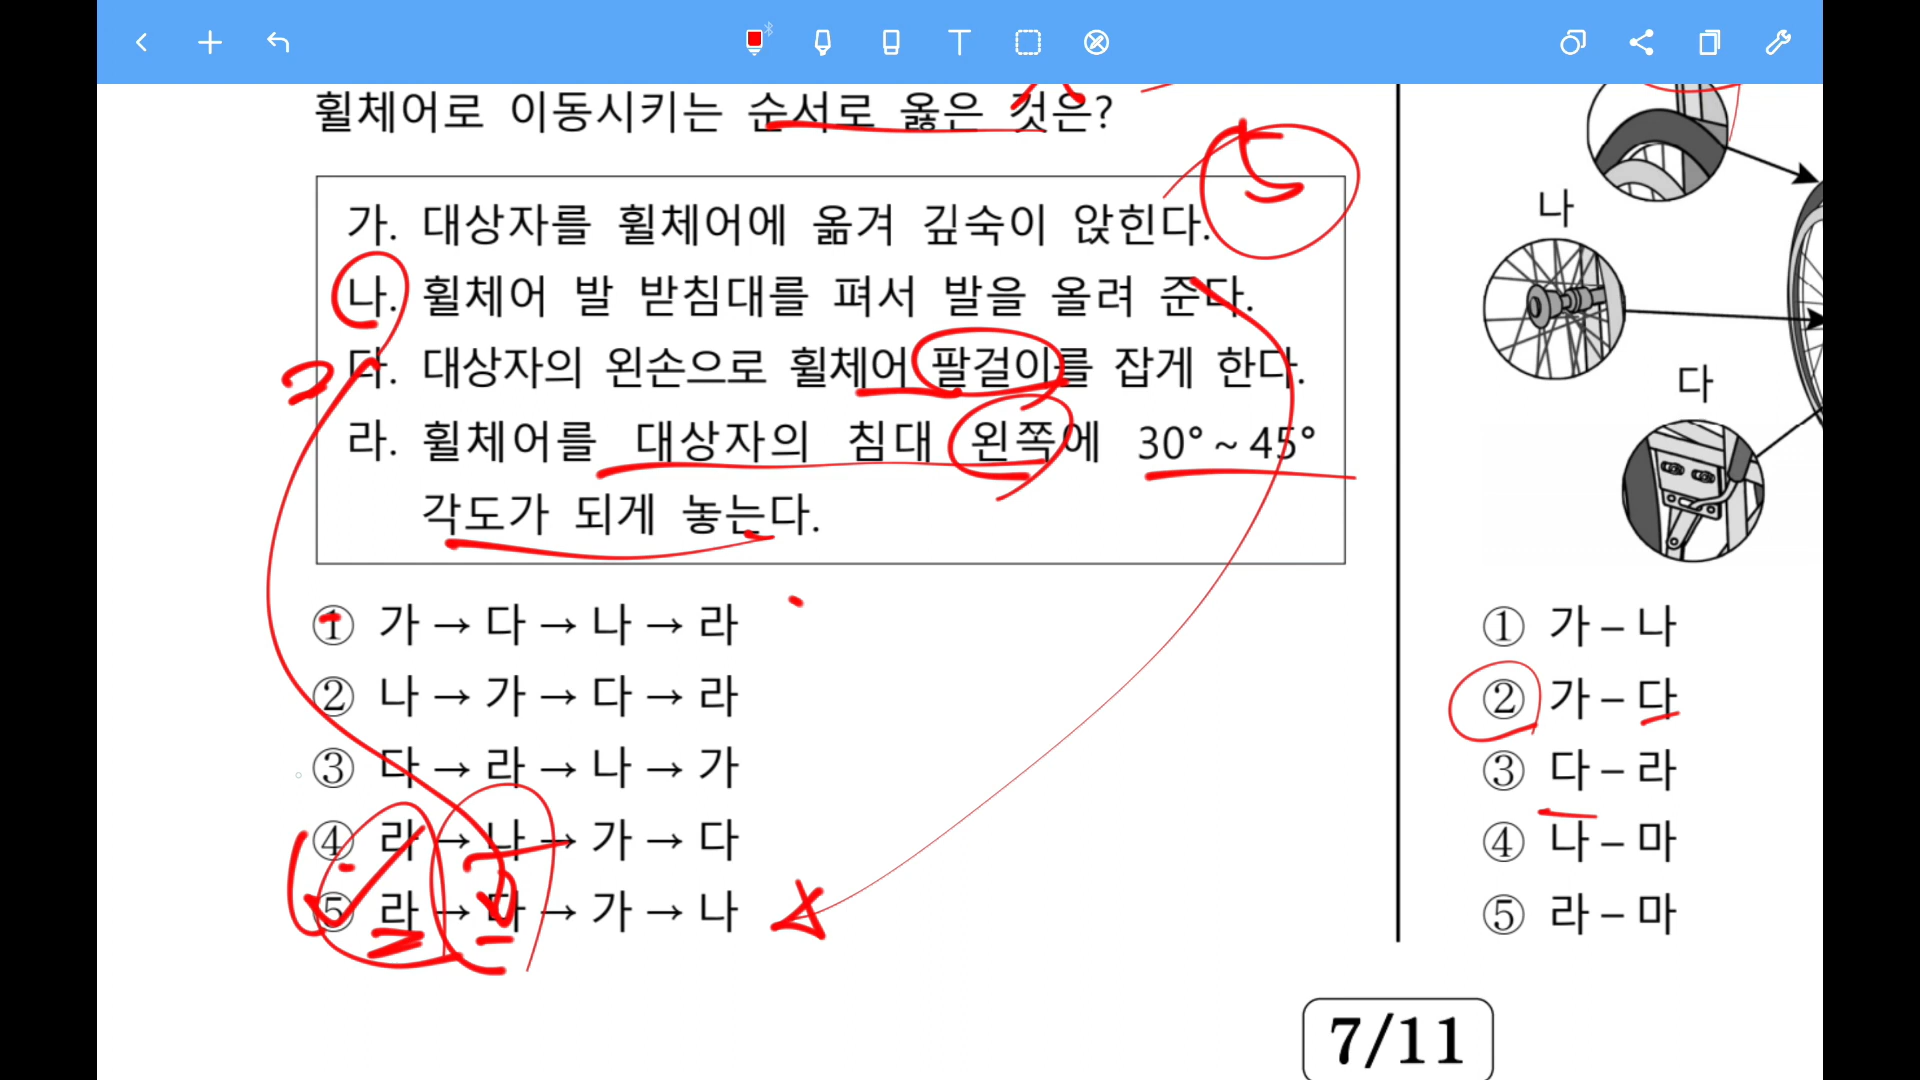 휠체어로 이동시키는 순서로 옳은 것은?
가. 대상자를 휠체어에 옮겨 깊숙이 앉힌다.
나. 휠체어 발 받침대를 펴서 발을 올려 준다.
다. 대상자의 왼손으로 휠체어 팔걸이를 잡게 한다.
라. 휠체어를 대상자의 침대 왼쪽에 30° ~ 45°
각도가 되게 놓는다.
① 가 → 다 → 나 → 라
② 나 → 가 → 다 → 라
③ 다 → 라 → 나 → 가
④ 라 → 나 → 가 → 다
⑤ 라 → 다 → 가 → 나
나
다
① 가 – 나
② 가 – 다
③ 다 – 라
④ 나 – 마
⑤ 라 – 마
7/11